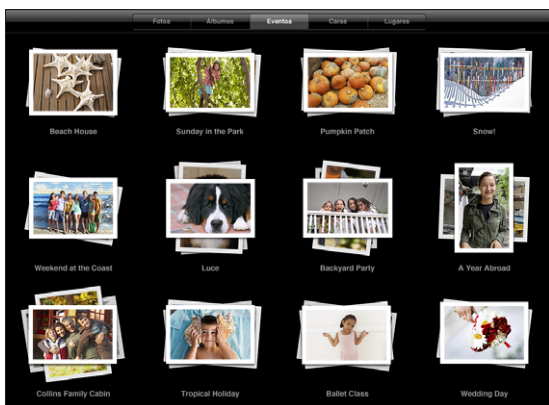 Fotos Álbumes Eventos Caras Lugares
Beach House Sunday in the Park Pumpkin Patch Snow!
Weekend at the Coast Luce Backyard Party A Year Abroad
Collins Family Cabin Tropical Holiday Ballet Class Wedding Day